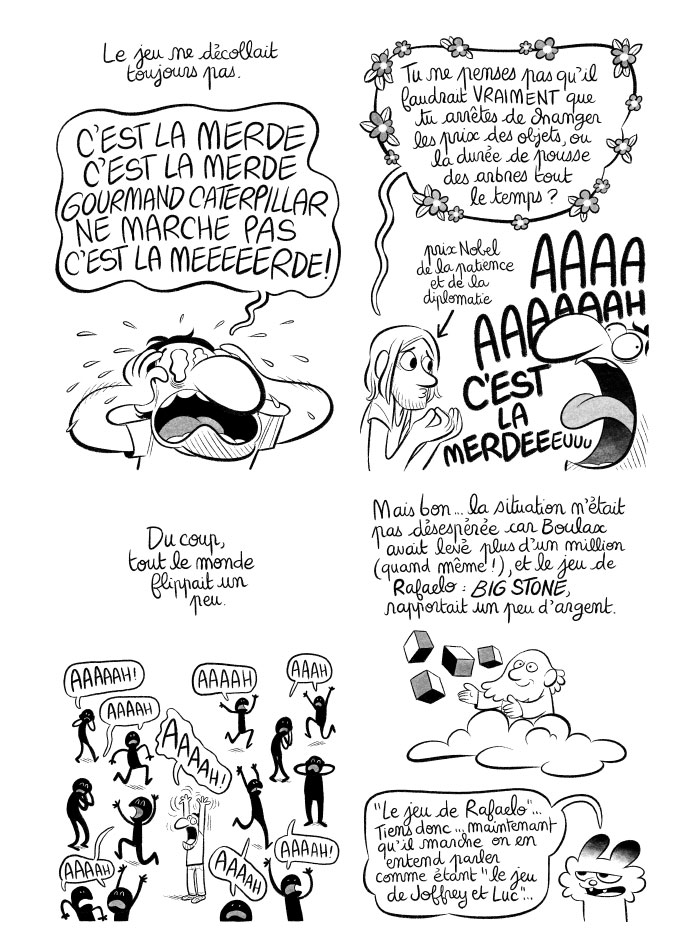 Le jeu ne décollait
toujours pas.
C'EST LA MERDE
C'EST LA MERDE
GOURMAND CATERPILLAR
NE MARCHE PAS
C'EST LA MEEEEERDE!
Tu ne penses pas qu'il
faudrait VRAIMENT que
tu arrêtes de changer
les prix des objets, ou
la durée de pousse
des arbres tout
le temps ?
prix Nobel
de la patience
et de la
diplomatie
AAAA
AAAAAAAH
C'EST
LA
MERDEEEEUUU
Du coup,
tout le monde
flippait un
peu.
AAAAAH!
AAAAH
AAAAH
AAAH
AAAAH!
AAAAH
AAAAH
AAAAH!
Mais bon... la situation n'était
pas désespérée car Boulax
avait levé plus d'un million
(quand même !), et le jeu de
Rafaelo : BIG STONE,
rapportait un peu d'argent.
"Le jeu de Rafaelo"...
Tiens donc... maintenant
qu'il marche on en
entend parler
comme étant "le jeu
de Joffrey et Luc"...